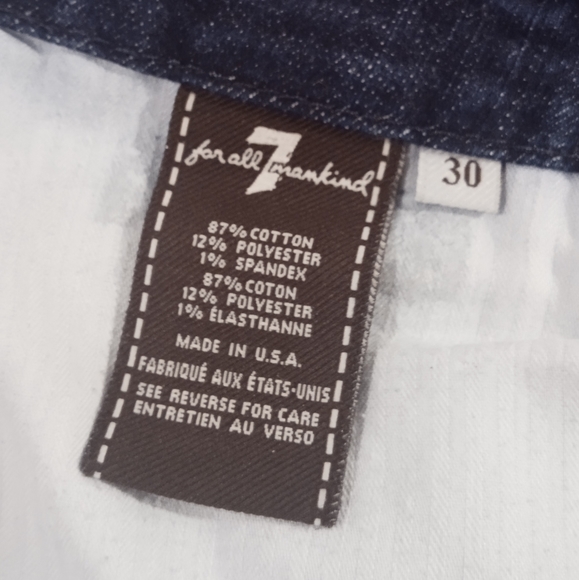 for all 7 mankind
30
87% COTTON
12% POLYESTER
1% SPANDEX
87% COTON
12% POLYESTER
1% ÉLASTHANNE
MADE IN U.S.A.
FABRIQUÉ AUX ÉTATS-UNIS
SEE REVERSE FOR CARE
ENTRETIEN AU VERSO